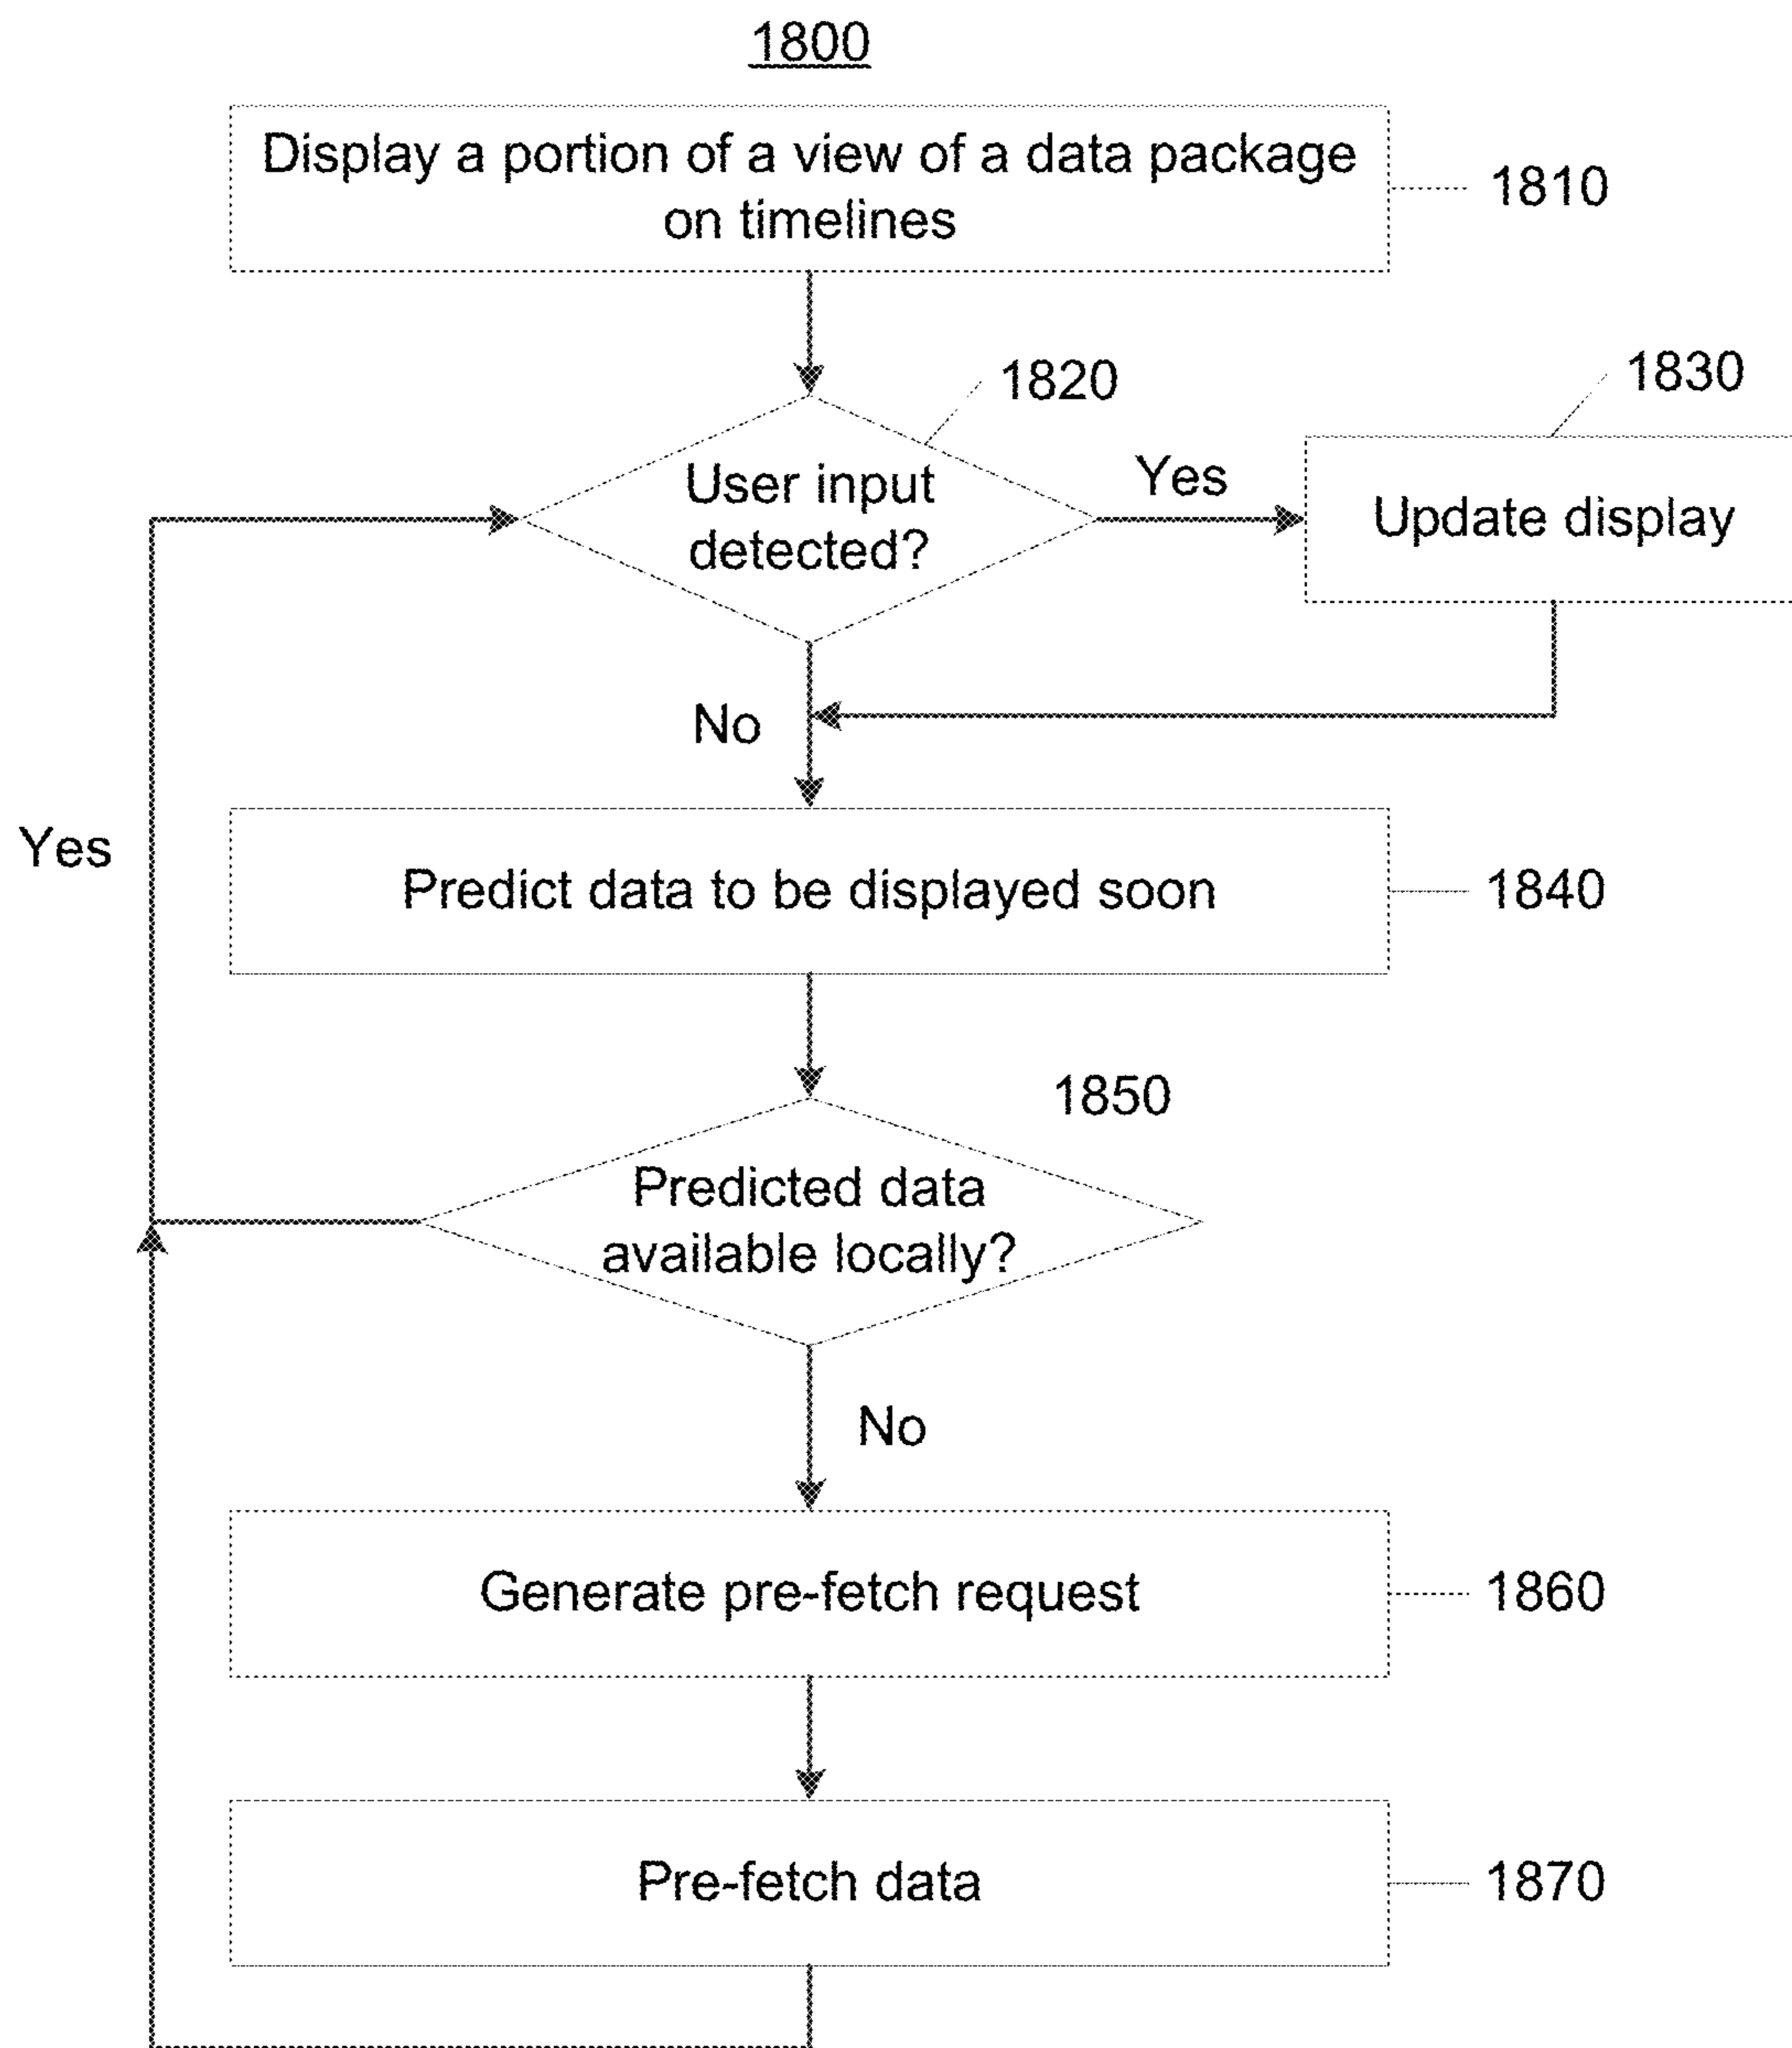 1800
Display a portion of a view of a data package
on timelines
1810
1820
1830
User input
detected?
Yes
Update display
No
Yes
Predict data to be displayed soon
1840
1850
Predicted data
available locally?
No
Generate pre-fetch request
1860
Pre-fetch data
1870